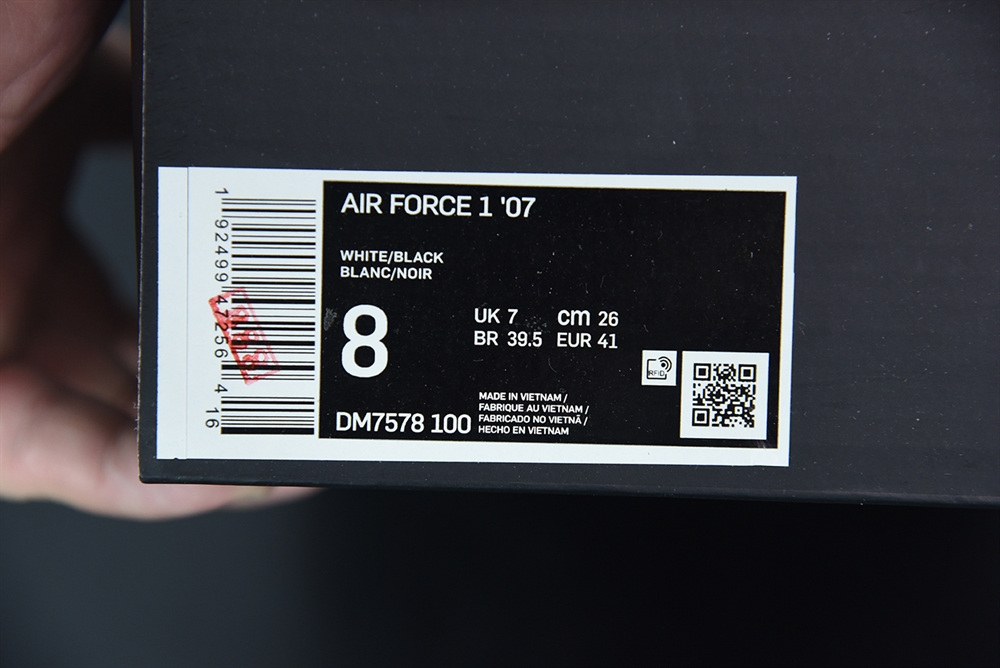 AIR FORCE 1 '07
WHITE/BLACK
BLANC/NOIR
8
UK 7 cm 26
BR 39.5 EUR 41
RFID
DM7578 100
MADE IN VIETNAM /
FABRIQUE AU VIETNAM /
FABRICADO NO VIETNÃ /
HECHO EN VIETNAM
1 92499 47256 4 16